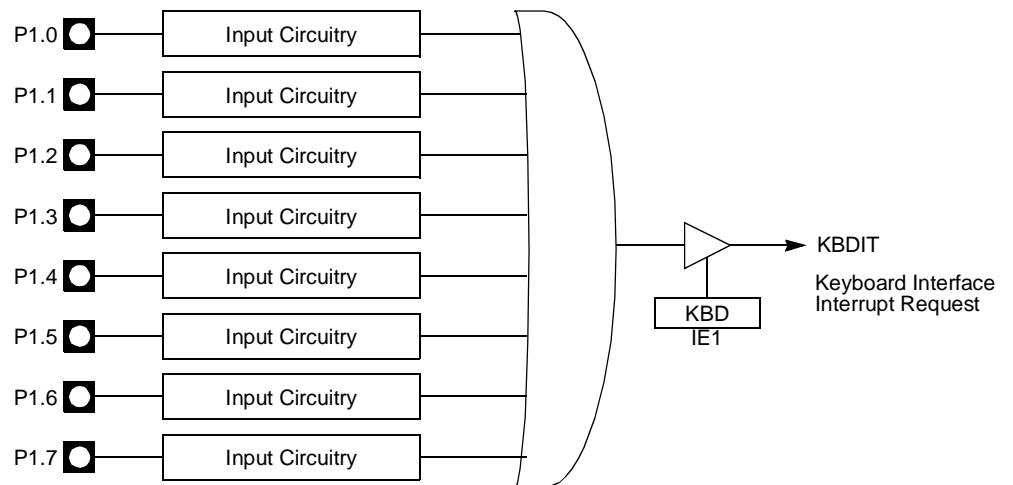 P1.0 Input Circuitry
P1.1 Input Circuitry
P1.2 Input Circuitry
P1.3 Input Circuitry
P1.4 Input Circuitry
P1.5 Input Circuitry
P1.6 Input Circuitry
P1.7 Input Circuitry
KBDIT
Keyboard Interface
Interrupt Request
KBD
IE1